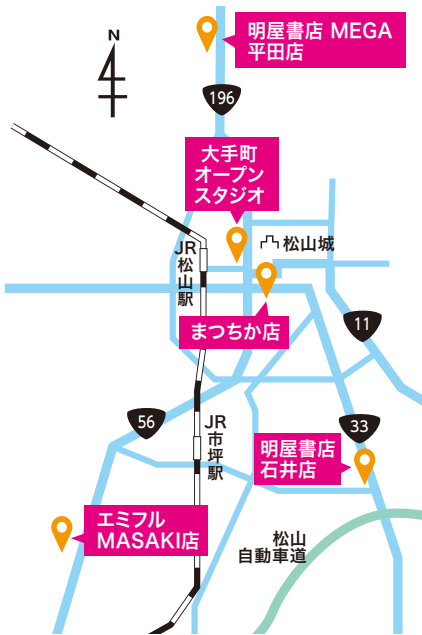 明屋書店 MEGA
平田店
N
196
大手町
オープン
スタジオ
松山城
JR
松山駅
まつちか店
11
56
33
JR
市坪駅
明屋書店
石井店
エミフル
MASAKI店
松山
自動車道